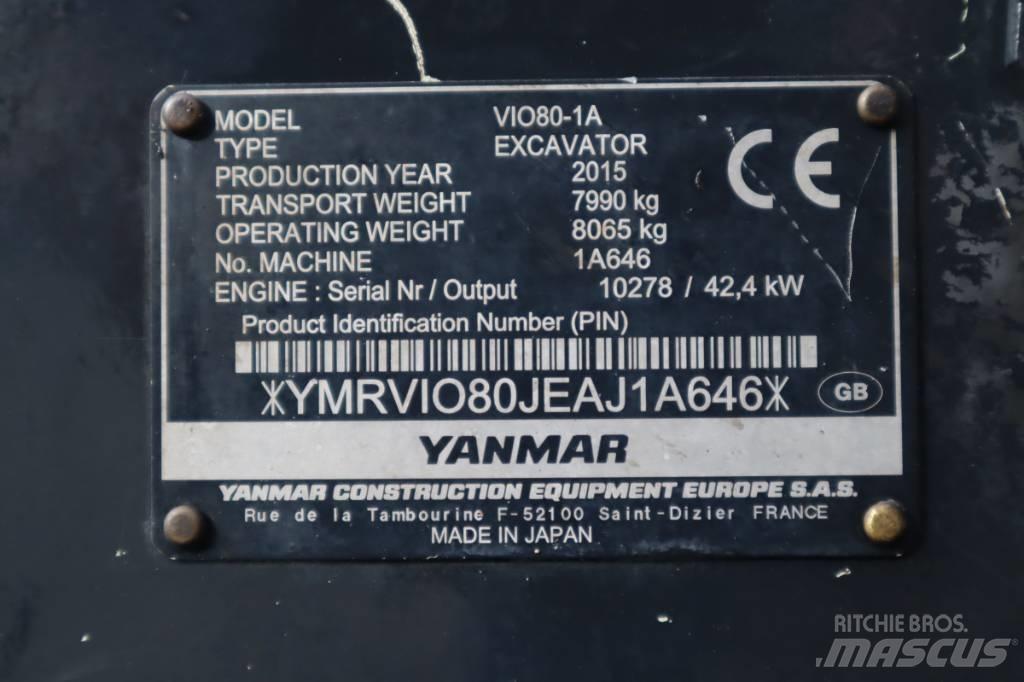 MODEL VIO80-1A
TYPE EXCAVATOR
PRODUCTION YEAR 2015
TRANSPORT WEIGHT 7990 kg
OPERATING WEIGHT 8065 kg
No. MACHINE 1A646
ENGINE : Serial Nr / Output 10278 / 42,4 kW
Product Identification Number (PIN)
*YMRVIO80JEAJ1A646*
GB
CE
YANMAR
YANMAR CONSTRUCTION EQUIPMENT EUROPE S.A.S.
Rue de la Tambourine F-52100 Saint-Dizier FRANCE
MADE IN JAPAN
RITCHIE BROS.
MASCUS